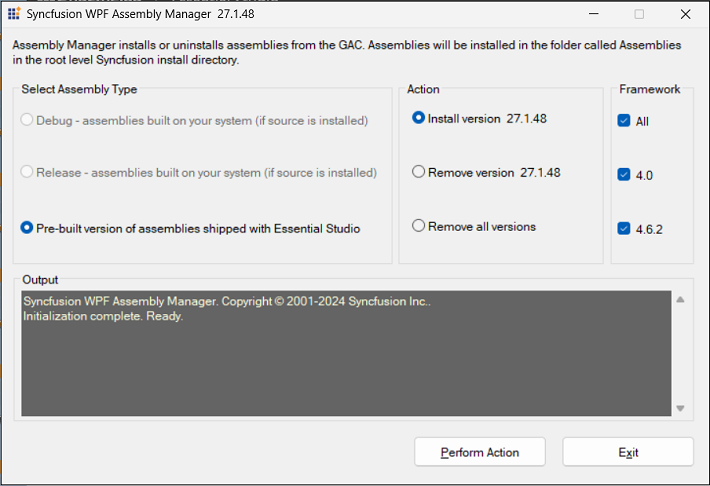 Syncfusion WPF Assembly Manager 27.1.48
Assembly Manager installs or uninstalls assemblies from the GAC. Assemblies will be installed in the folder called Assemblies
in the root level Syncfusion install directory.
Select Assembly Type
Debug - assemblies built on your system (if source is installed)
Release - assemblies built on your system (if source is installed)
Pre-built version of assemblies shipped with Essential Studio
Action
Install version 27.1.48
Remove version 27.1.48
Remove all versions
Framework
All
4.0
4.6.2
Output
Syncfusion WPF Assembly Manager. Copyright © 2001-2024 Syncfusion Inc..
Initialization complete. Ready.
Perform Action
Exit